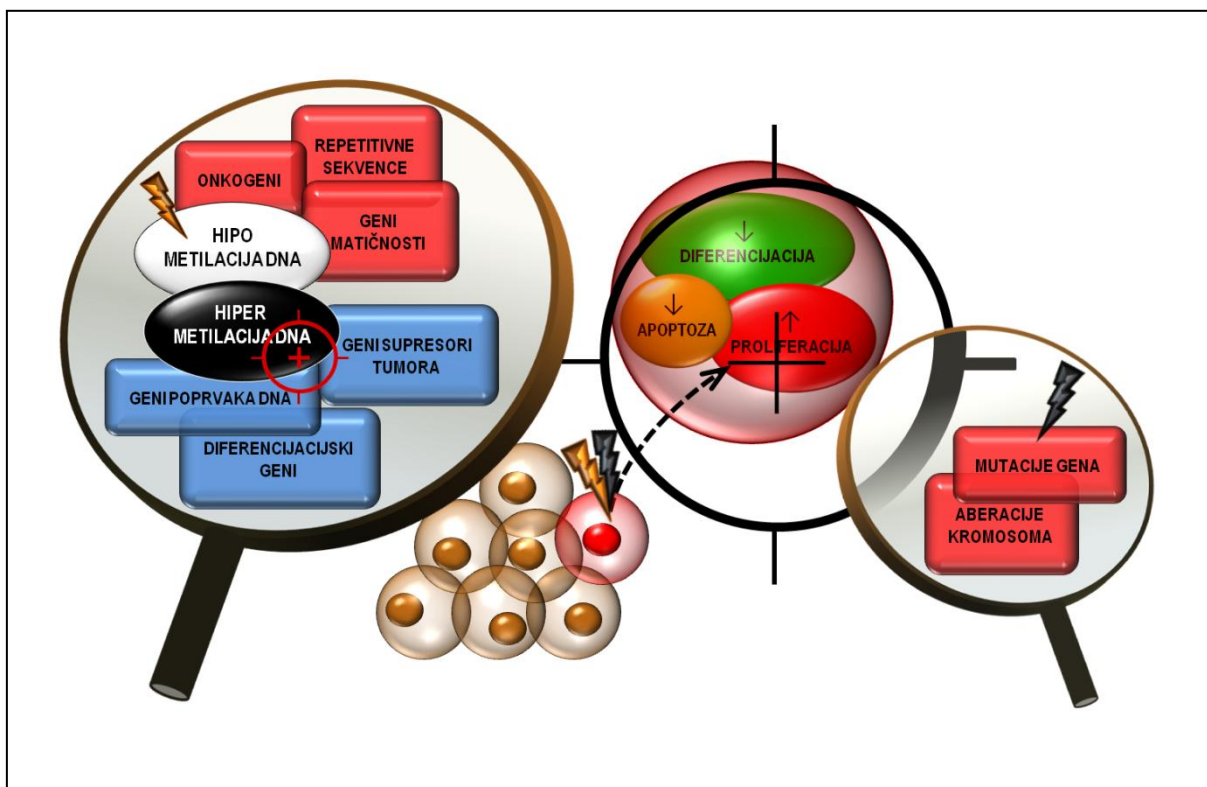 REPETITIVNE
SEKVENCE
ONKOGENI
GENI
MATIČNOSTI
HIPO
METILACIJA DNA
HIPER
METILACIJA DNA
GENI SUPRESORI
TUMORA
GENI POPRVAKA DNA
DIFERENCIJACIJSKI
GENI
↓
DIFERENCIJACIJA
↓
APOPTOZA
↑
PROLIFERACIJA
MUTACIJE GENA
ABERACIJE
KROMOSOMA